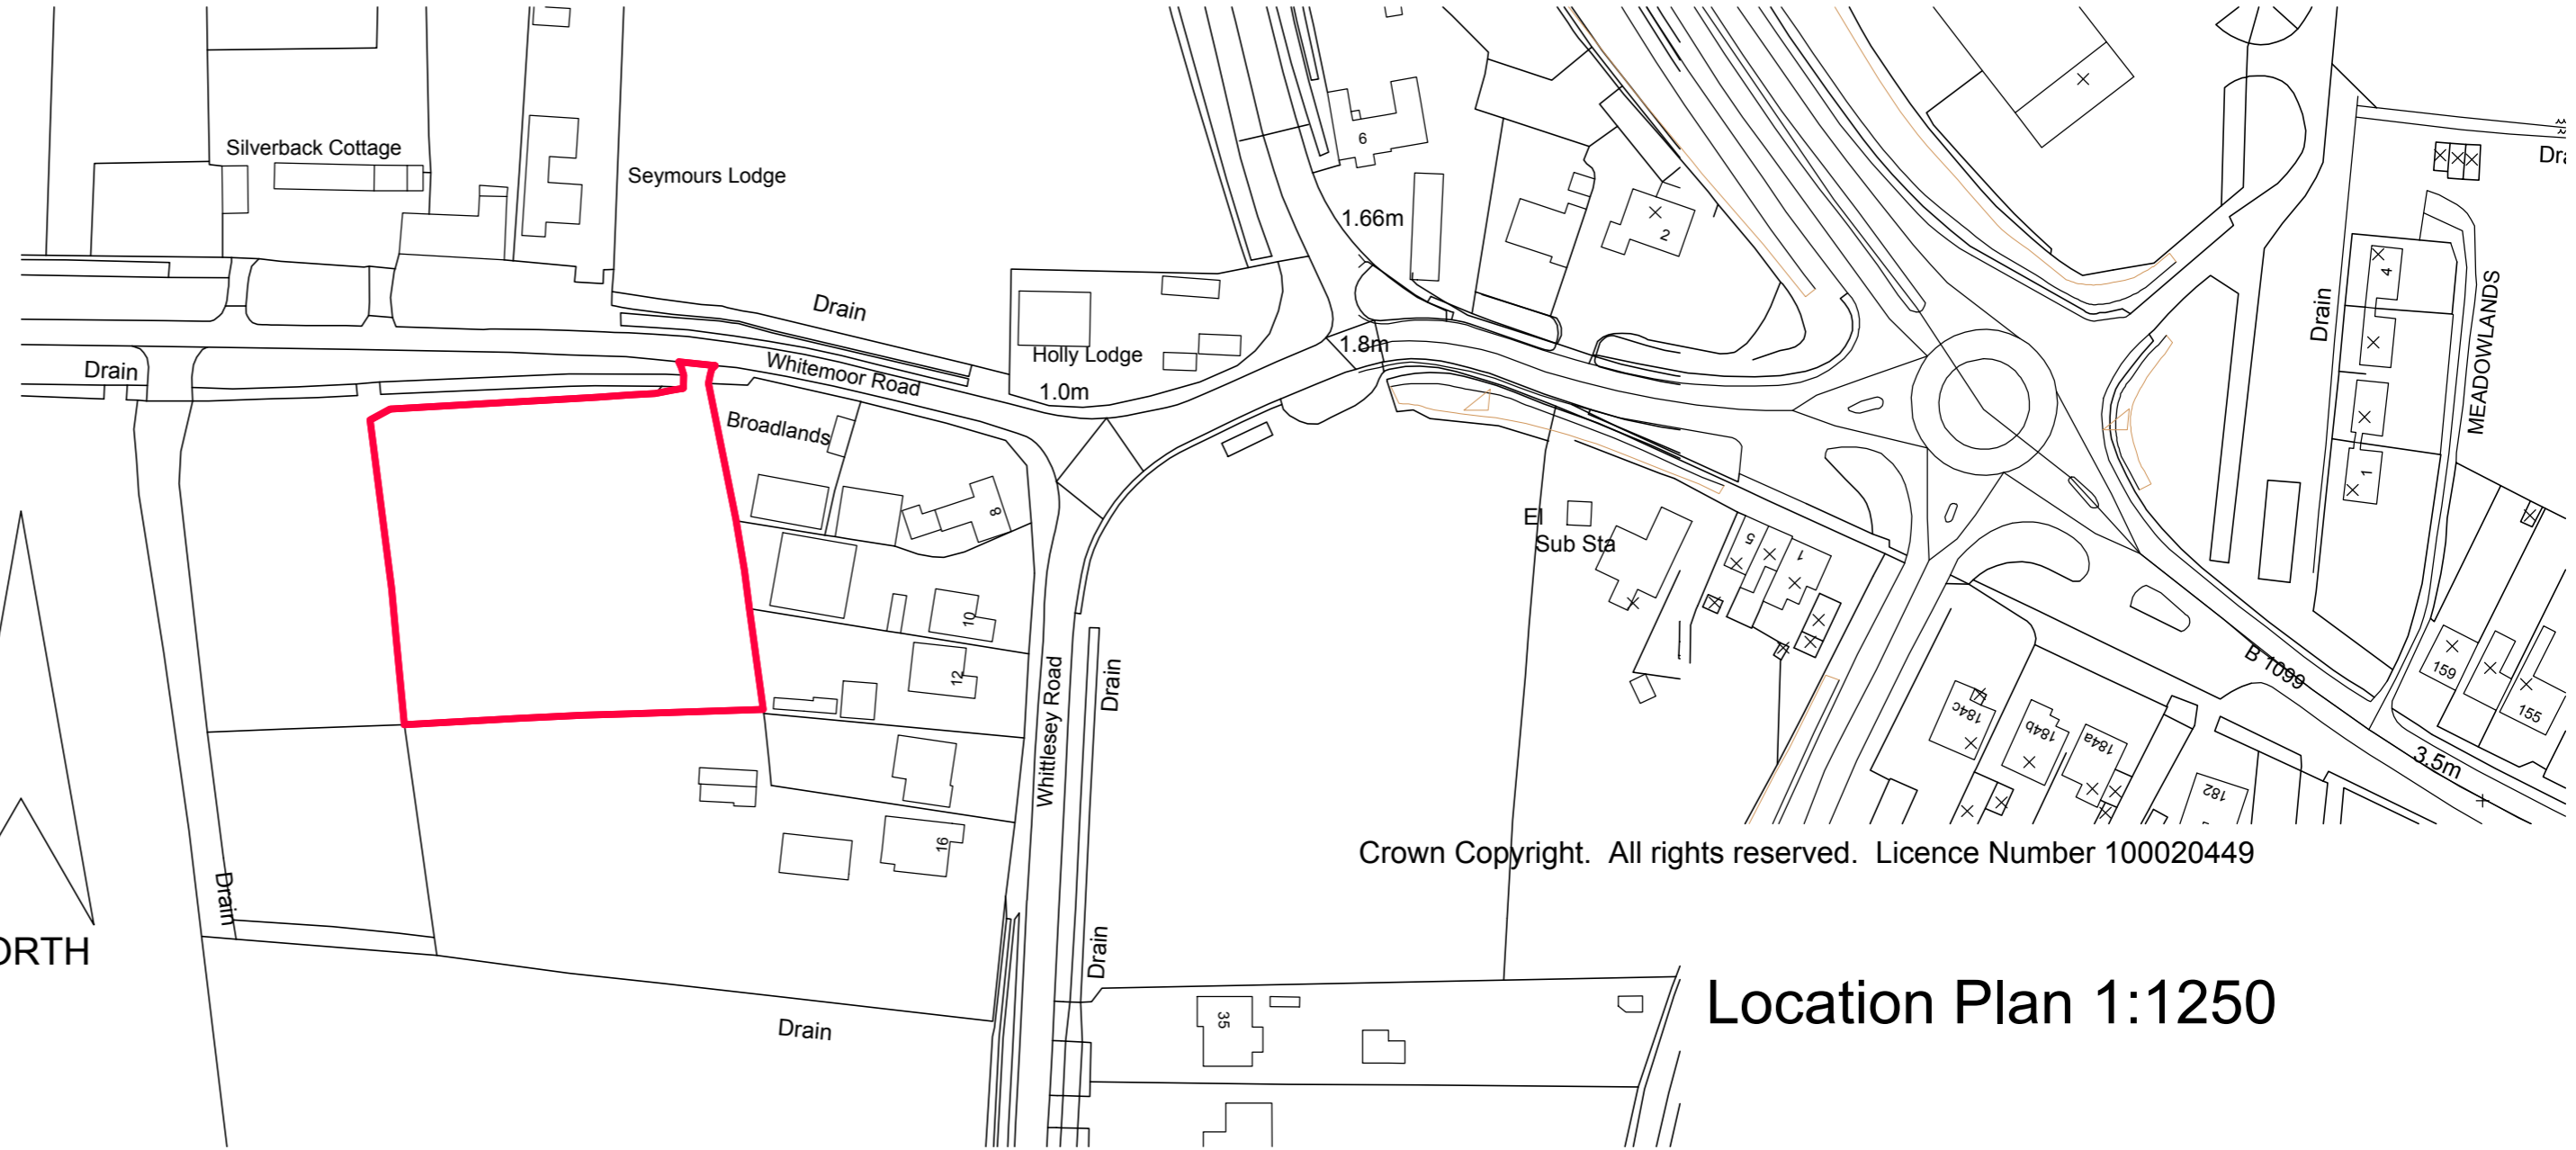 Silverback Cottage
Seymours Lodge
6
1.66m
2
Dra
4
Drain
MEADOWLANDS
Drain
Holly Lodge
1.8m
Drain
Whitemoor Road
1.0m
Broadlands
8
El
Sub Sta
5
1
1
10
12
Whittlesey Road
Drain
B 1099
159
155
184c
184b
184a
182
3.5m
16
Crown Copyright. All rights reserved. Licence Number 100020449
Drain
ORTH
Drain
Drain
35
Location Plan 1:1250